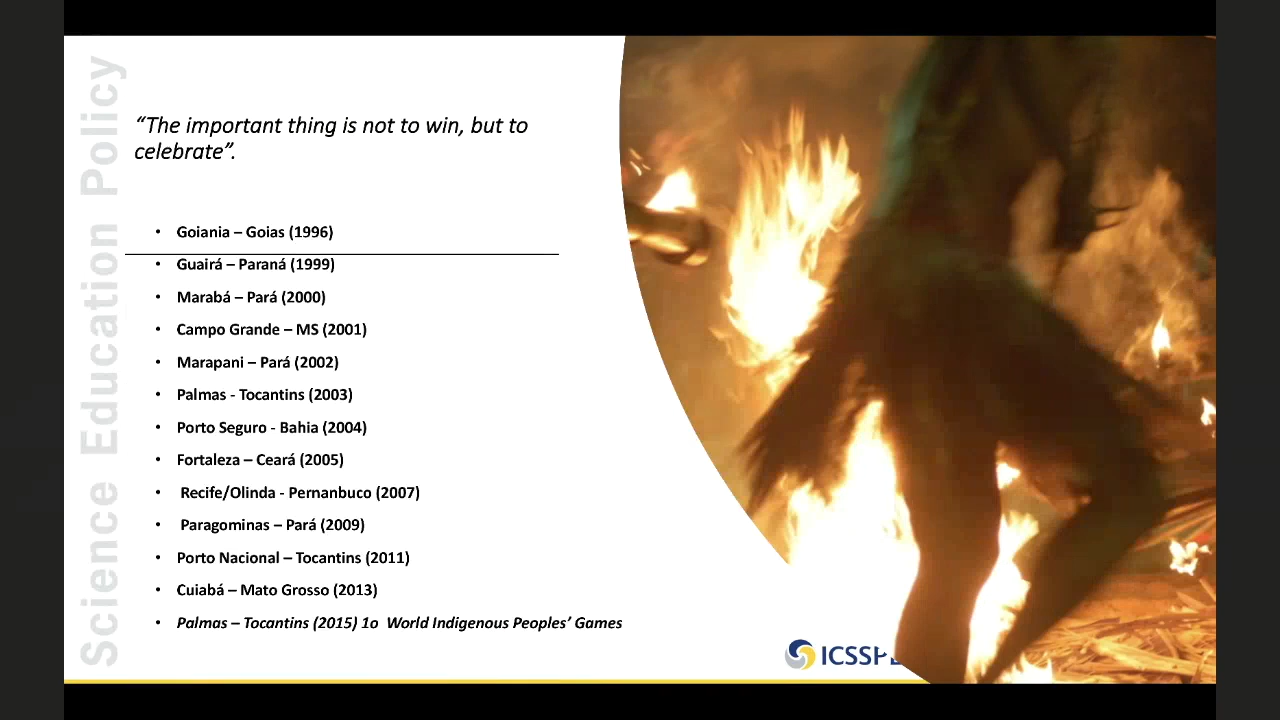 Science Education Policy
“The important thing is not to win, but to
celebrate”.
• Goiania – Goias (1996)
• Guairá – Paraná (1999)
• Marabá – Pará (2000)
• Campo Grande – MS (2001)
• Marapani – Pará (2002)
• Palmas - Tocantins (2003)
• Porto Seguro - Bahia (2004)
• Fortaleza – Ceará (2005)
• Recife/Olinda - Pernanbuco (2007)
• Paragominas – Pará (2009)
• Porto Nacional – Tocantins (2011)
• Cuiabá – Mato Grosso (2013)
• Palmas – Tocantins (2015) 1o World Indigenous Peoples’ Games